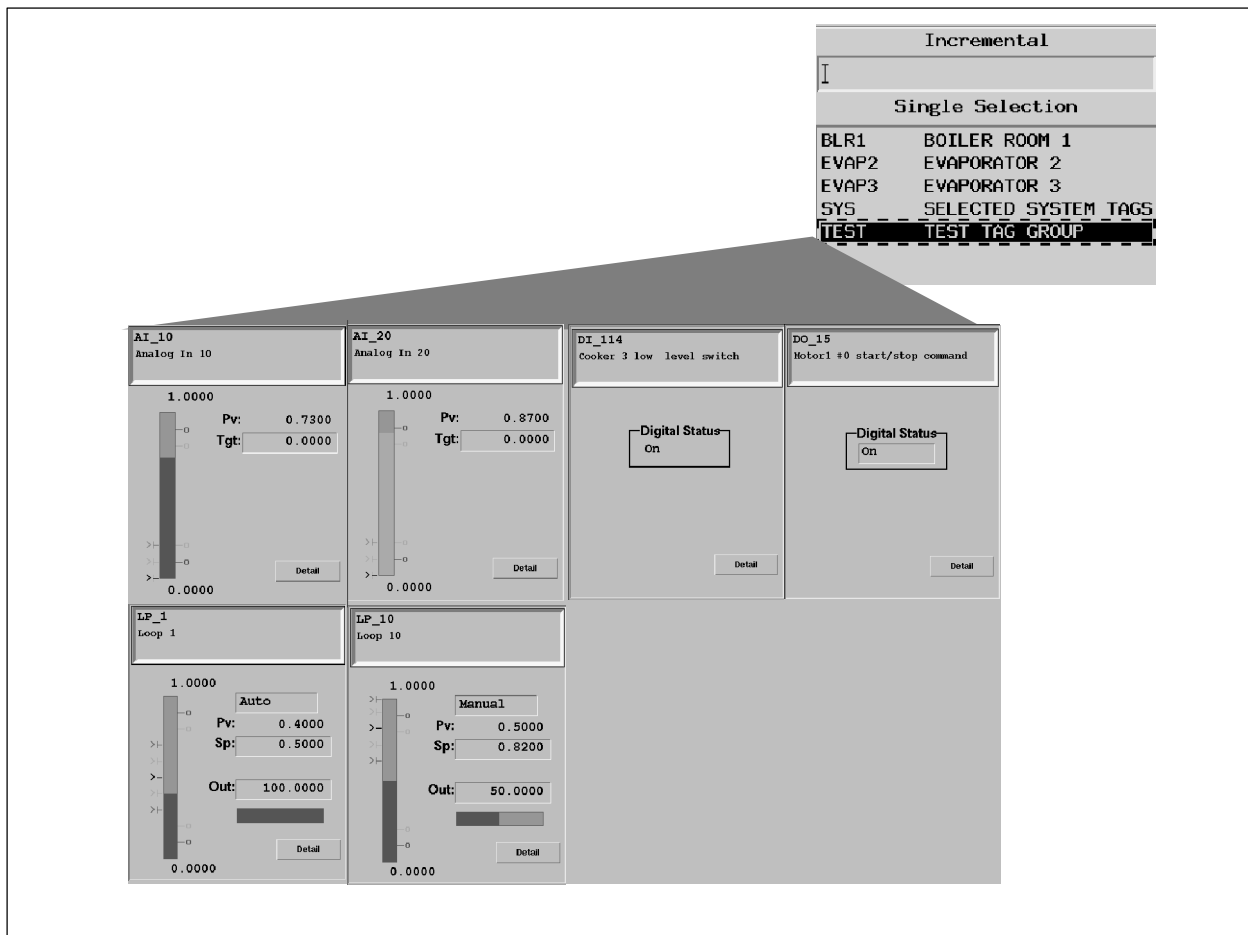 Incremental
Single Selection
BLR1 BOILER ROOM 1
EVAP2 EVAPORATOR 2
EVAP3 EVAPORATOR 3
SYS SELECTED SYSTEM TAGS
TEST TEST TAG GROUP
AI_10
Analog In 10
1.0000
Pv: 0.7300
Tgt: 0.0000
Detail
0.0000
AI_20
Analog In 20
1.0000
Pv: 0.8700
Tgt: 0.0000
Detail
0.0000
DI_114
Cooker 3 low level switch
Digital Status
On
Detail
DO_15
Motor1 #0 start/stop command
Digital Status
On
Detail
LP_1
Loop 1
1.0000
Auto
Pv: 0.4000
Sp: 0.5000
Out: 100.0000
Detail
0.0000
LP_10
Loop 10
1.0000
Manual
Pv: 0.5000
Sp: 0.8200
Out: 50.0000
Detail
0.0000